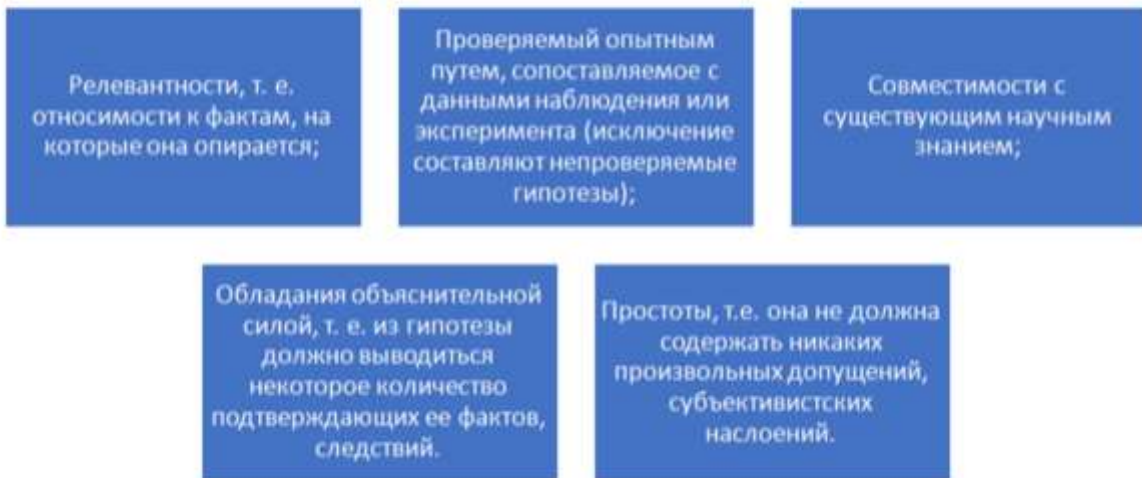 Релевантности, т. е.
относимости к фактам, на
которые она опирается;
Проверяемый опытным
путем, сопоставляемое с
данными наблюдения или
эксперимента (исключение
составляют непроверяемые
гипотезы);
Совместимости с
существующим научным
знанием;
Обладания объяснительной
силой, т. е. из гипотезы
должно выводиться
некоторое количество
подтверждающих ее фактов,
следствий.
Простоты, т.е. она не должна
содержать никаких
произвольных допущений,
субъективистских
наслоений.